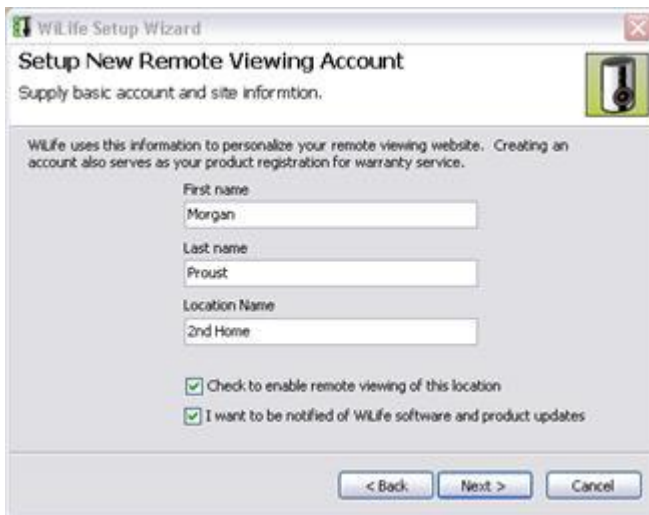 WiLife Setup Wizard
Setup New Remote Viewing Account
Supply basic account and site informtion.
WiLife uses this information to personalize your remote viewing website. Creating an
account also serves as your product registration for warranty service.
First name
Morgan
Last name
Proust
Location Name
2nd Home
Check to enable remote viewing of this location
I want to be notified of WiLife software and product updates
< Back
Next >
Cancel